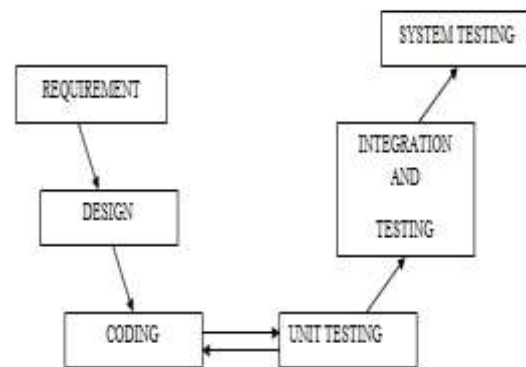 SYSTEM TESTING
REQUIREMENT
INTEGRATION
AND
TESTING
DESIGN
CODING
UNIT TESTING